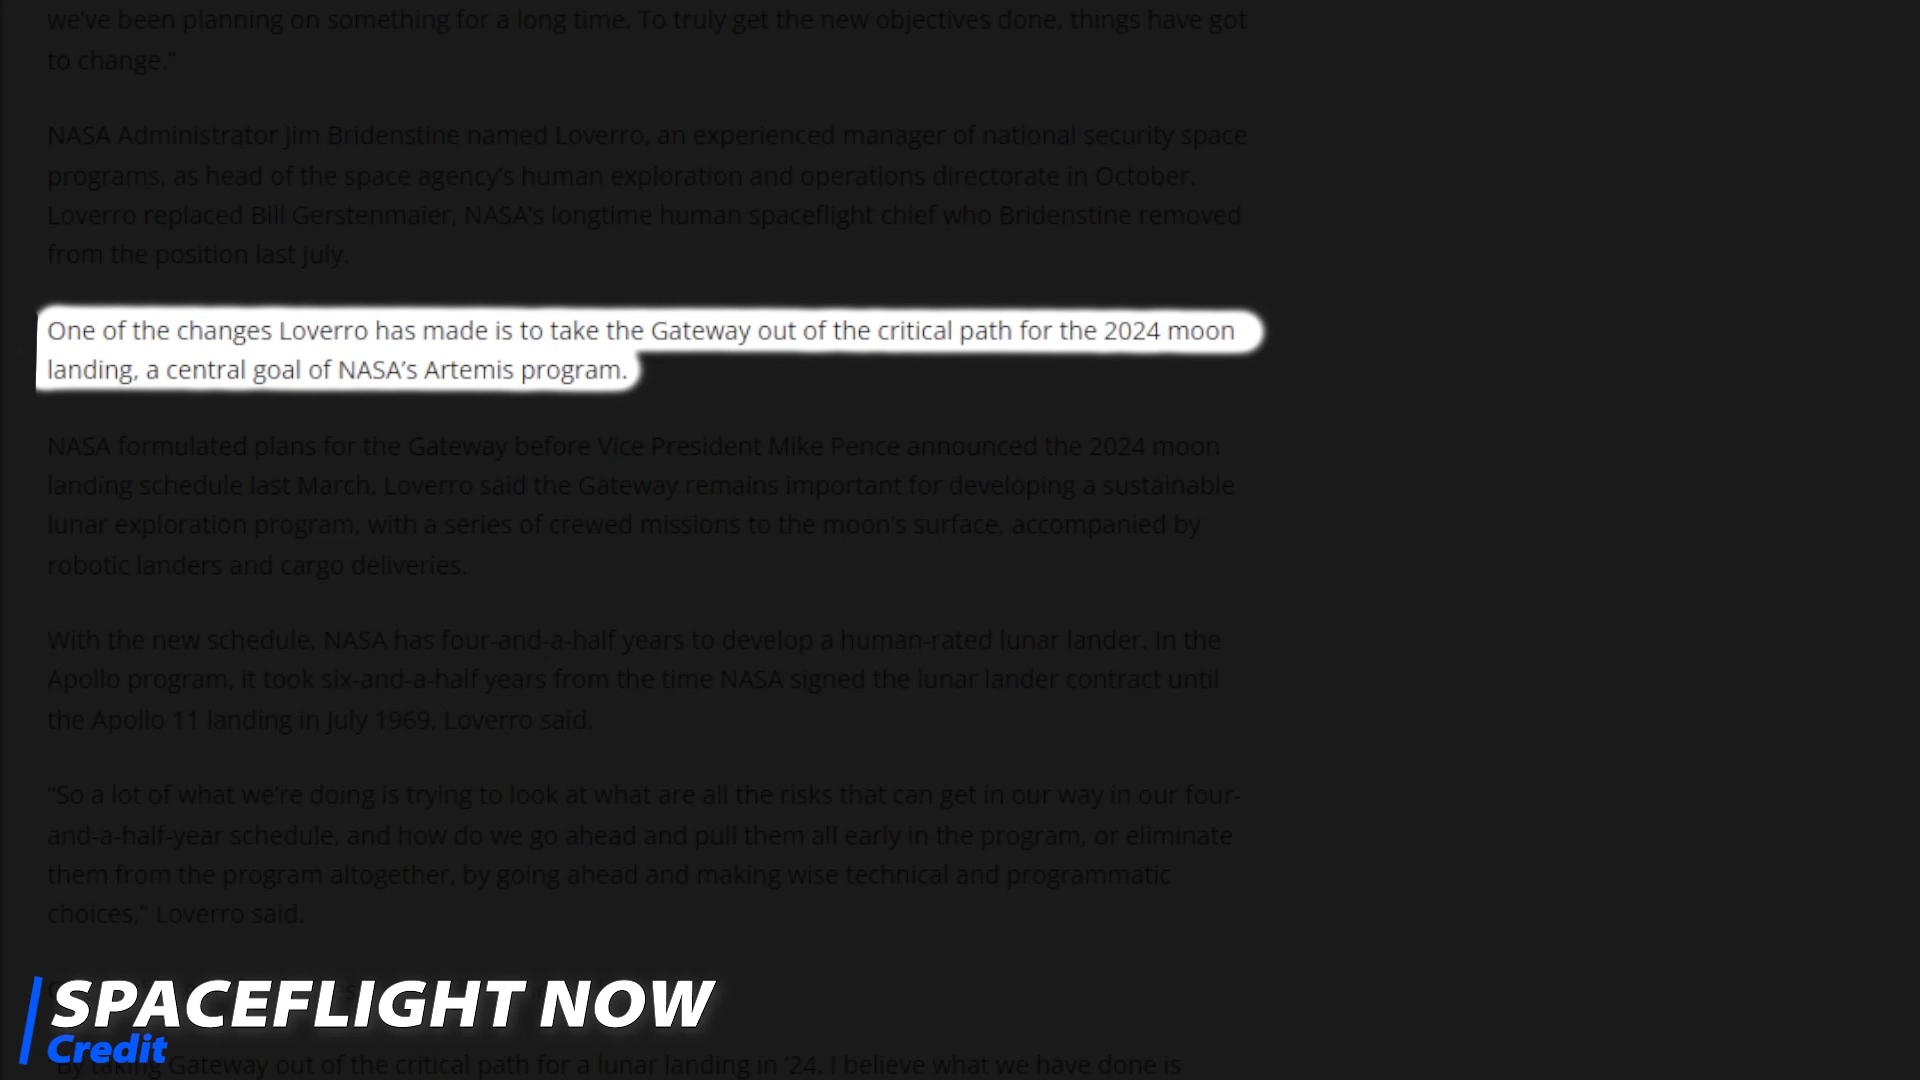 we've been planning on something for a long time. To truly get the new objectives done, things have got
to change.”
NASA Administrator Jim Bridenstine named Loverro, an experienced manager of national security space
programs, as head of the space agency’s human exploration and operations directorate in October.
Loverro replaced Bill Gerstenmaier, NASA’s longtime human spaceflight chief who Bridenstine removed
from the position last July.
One of the changes Loverro has made is to take the Gateway out of the critical path for the 2024 moon
landing, a central goal of NASA’s Artemis program.
NASA formulated plans for the Gateway before Vice President Mike Pence announced the 2024 moon
landing schedule last March. Loverro said the Gateway remains important for developing a sustainable
lunar exploration program, with a series of crewed missions to the moon’s surface, accompanied by
robotic landers and cargo deliveries.
With the new schedule, NASA has four-and-a-half years to develop a human-rated lunar lander. In the
Apollo program, it took six-and-a-half years from the time NASA signed the lunar lander contract until
the Apollo 11 landing in July 1969, Loverro said.
“So a lot of what we’re doing is trying to look at what are all the risks that can get in our way in our four-
and-a-half-year schedule, and how do we go ahead and pull them all early in the program, or eliminate
them from the program altogether, by going ahead and making wise technical and programmatic
choices,” Loverro said.
SPACEFLIGHT NOW
Credit
“By taking Gateway out of the critical path for a lunar landing in ’24, I believe what we have done is